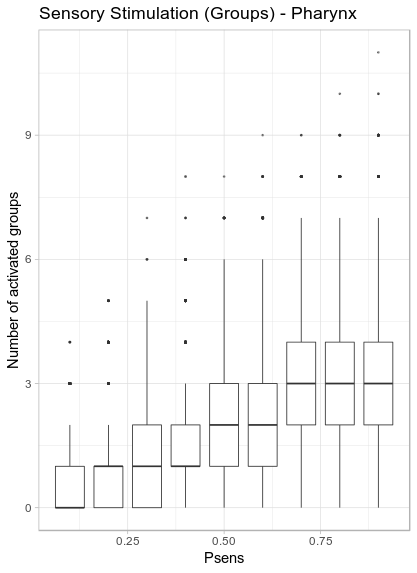 Sensory Stimulation (Groups) - Pharynx
Number of activated groups
9
6
3
0
0.25 0.50 0.75
Psens